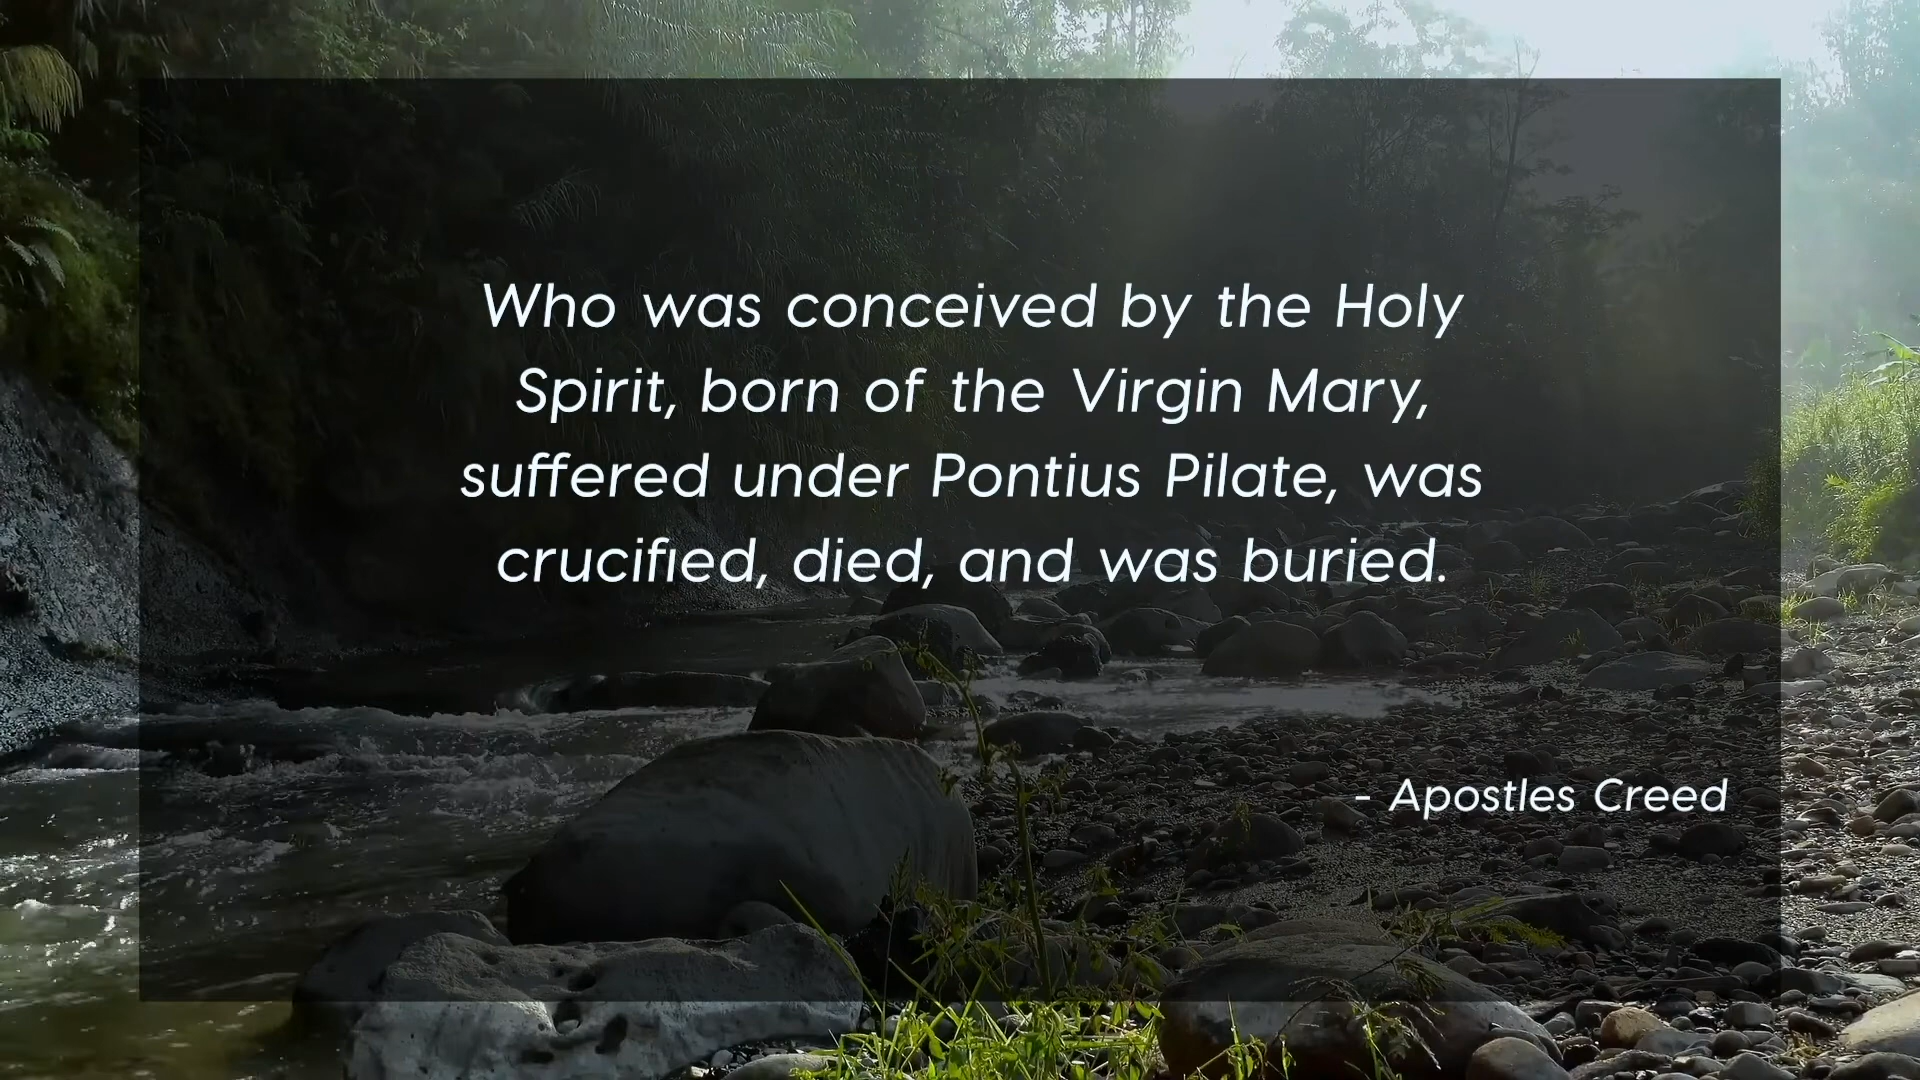 Who was conceived by the Holy
Spirit, born of the Virgin Mary,
suffered under Pontius Pilate, was
crucified, died, and was buried.
- Apostles Creed